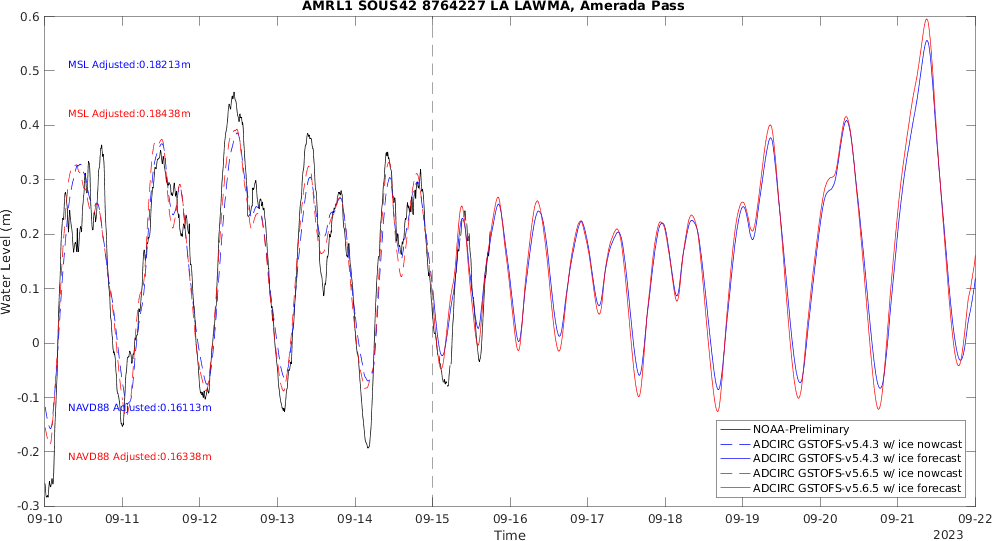 AMRL1 SOUS42 8764227 LA LAWMA, Amerada Pass
0.6
0.5
0.4
0.3
0.2
0.1
0
-0.1
-0.2
-0.3
Water Level (m)
MSL Adjusted:0.18213m
MSL Adjusted:0.18438m
NAVD88 Adjusted:0.16113m
NAVD88 Adjusted:0.16338m
NOAA-Preliminary
ADCIRC GSTOFS-v5.4.3 w/ ice nowcast
ADCIRC GSTOFS-v5.4.3 w/ ice forecast
ADCIRC GSTOFS-v5.6.5 w/ ice nowcast
ADCIRC GSTOFS-v5.6.5 w/ ice forecast
09-10 09-11 09-12 09-13 09-14 09-15 09-16 09-17 09-18 09-19 09-20 09-21 09-22
Time
2023